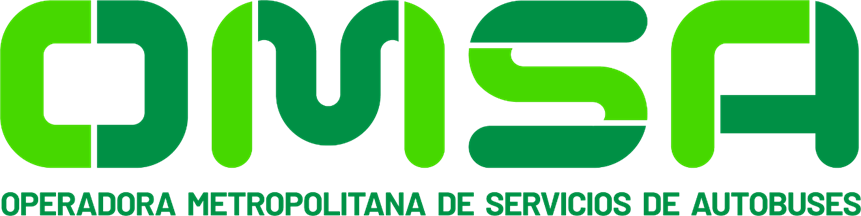 OMSA
OPERADORA METROPOLITANA DE SERVICIOS DE AUTOBUSES